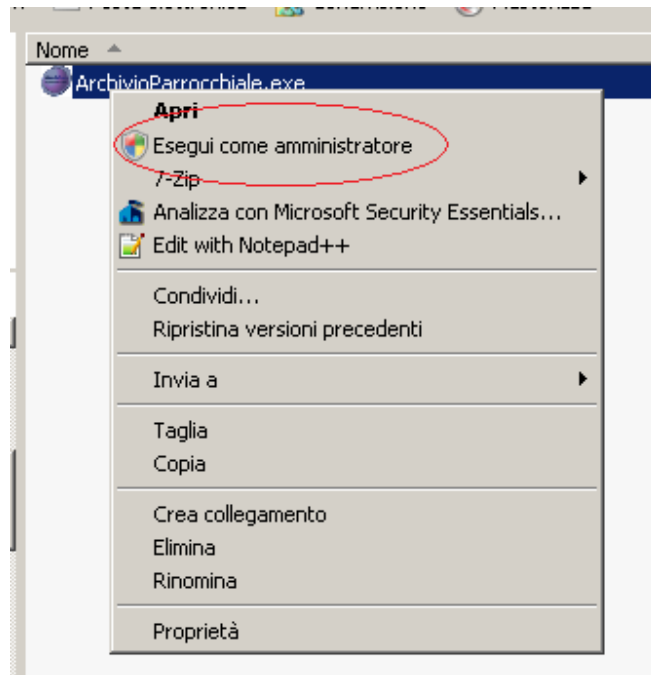 Nome
ArchivioParrocchiale.exe
Apri
Esegui come amministratore
7-Zip
Analizza con Microsoft Security Essentials...
Edit with Notepad++
Condividi...
Ripristina versioni precedenti
Invia a
Taglia
Copia
Crea collegamento
Elimina
Rinomina
Proprietà